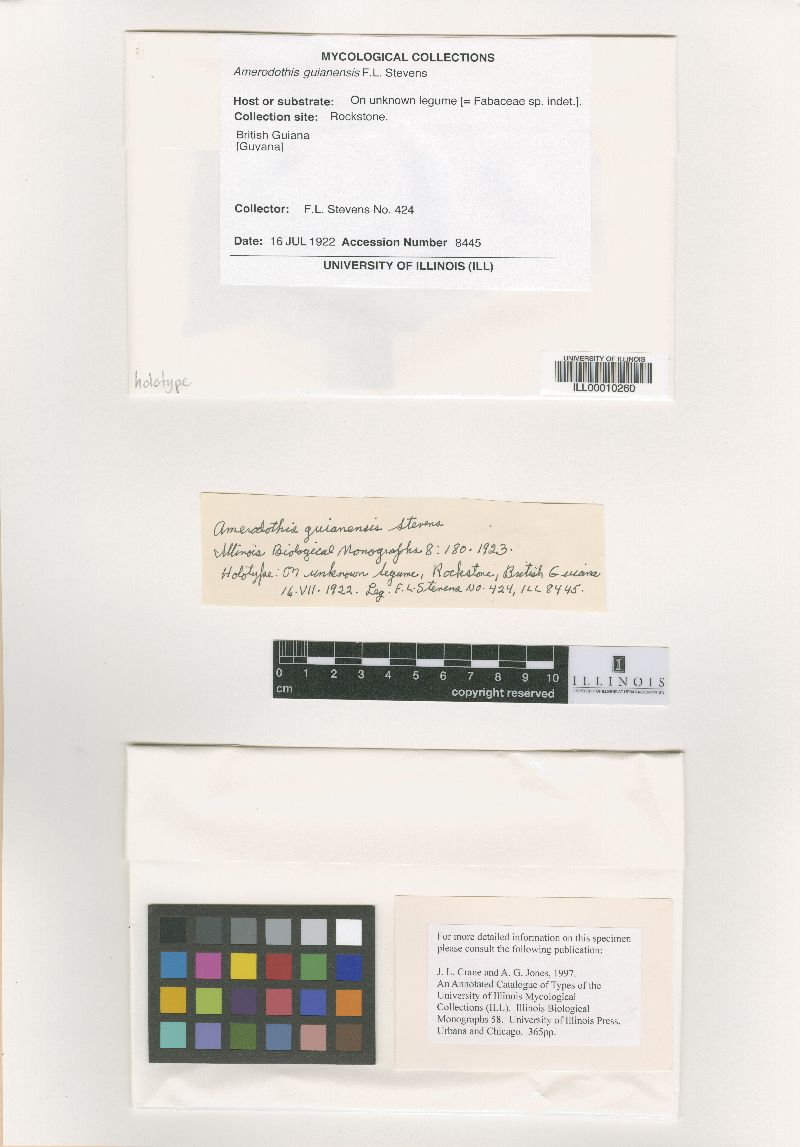 MYCOLOGICAL COLLECTIONS
Amerodothis guianensis F.L. Stevens
Host or substrate: On unknown legume [= Fabaceae sp. indet.].
Collection site: Rockstone.
British Guiana
[Guyana]
Collector: F.L. Stevens No. 424
Date: 16 JUL 1922 Accession Number 8445
UNIVERSITY OF ILLINOIS (ILL)
holotype
UNIVERSITY OF ILLINOIS
ILL00010260
Amerodothis guianensis Stevens
Illinois Biological Monographs 8: 180. 1923.
Holotype: On unknown legume, Rockstone, British Guiana
16.VII.1922. Leg. F.L. Stevens No. 424, ILL 8445.
0 1 2 3 4 5 6 7 8 9 10
cm copyright reserved
I
ILLINOIS
UNIVERSITY OF ILLINOIS AT URBANA-CHAMPAIGN
For more detailed information on this specimen
please consult the following publication:
J. L. Crane and A. G. Jones, 1997.
An Annotated Catalogue of Types of the
University of Illinois Mycological
Collections (ILL). Illinois Biological
Monographs 58. University of Illinois Press,
Urbana and Chicago. 365pp.